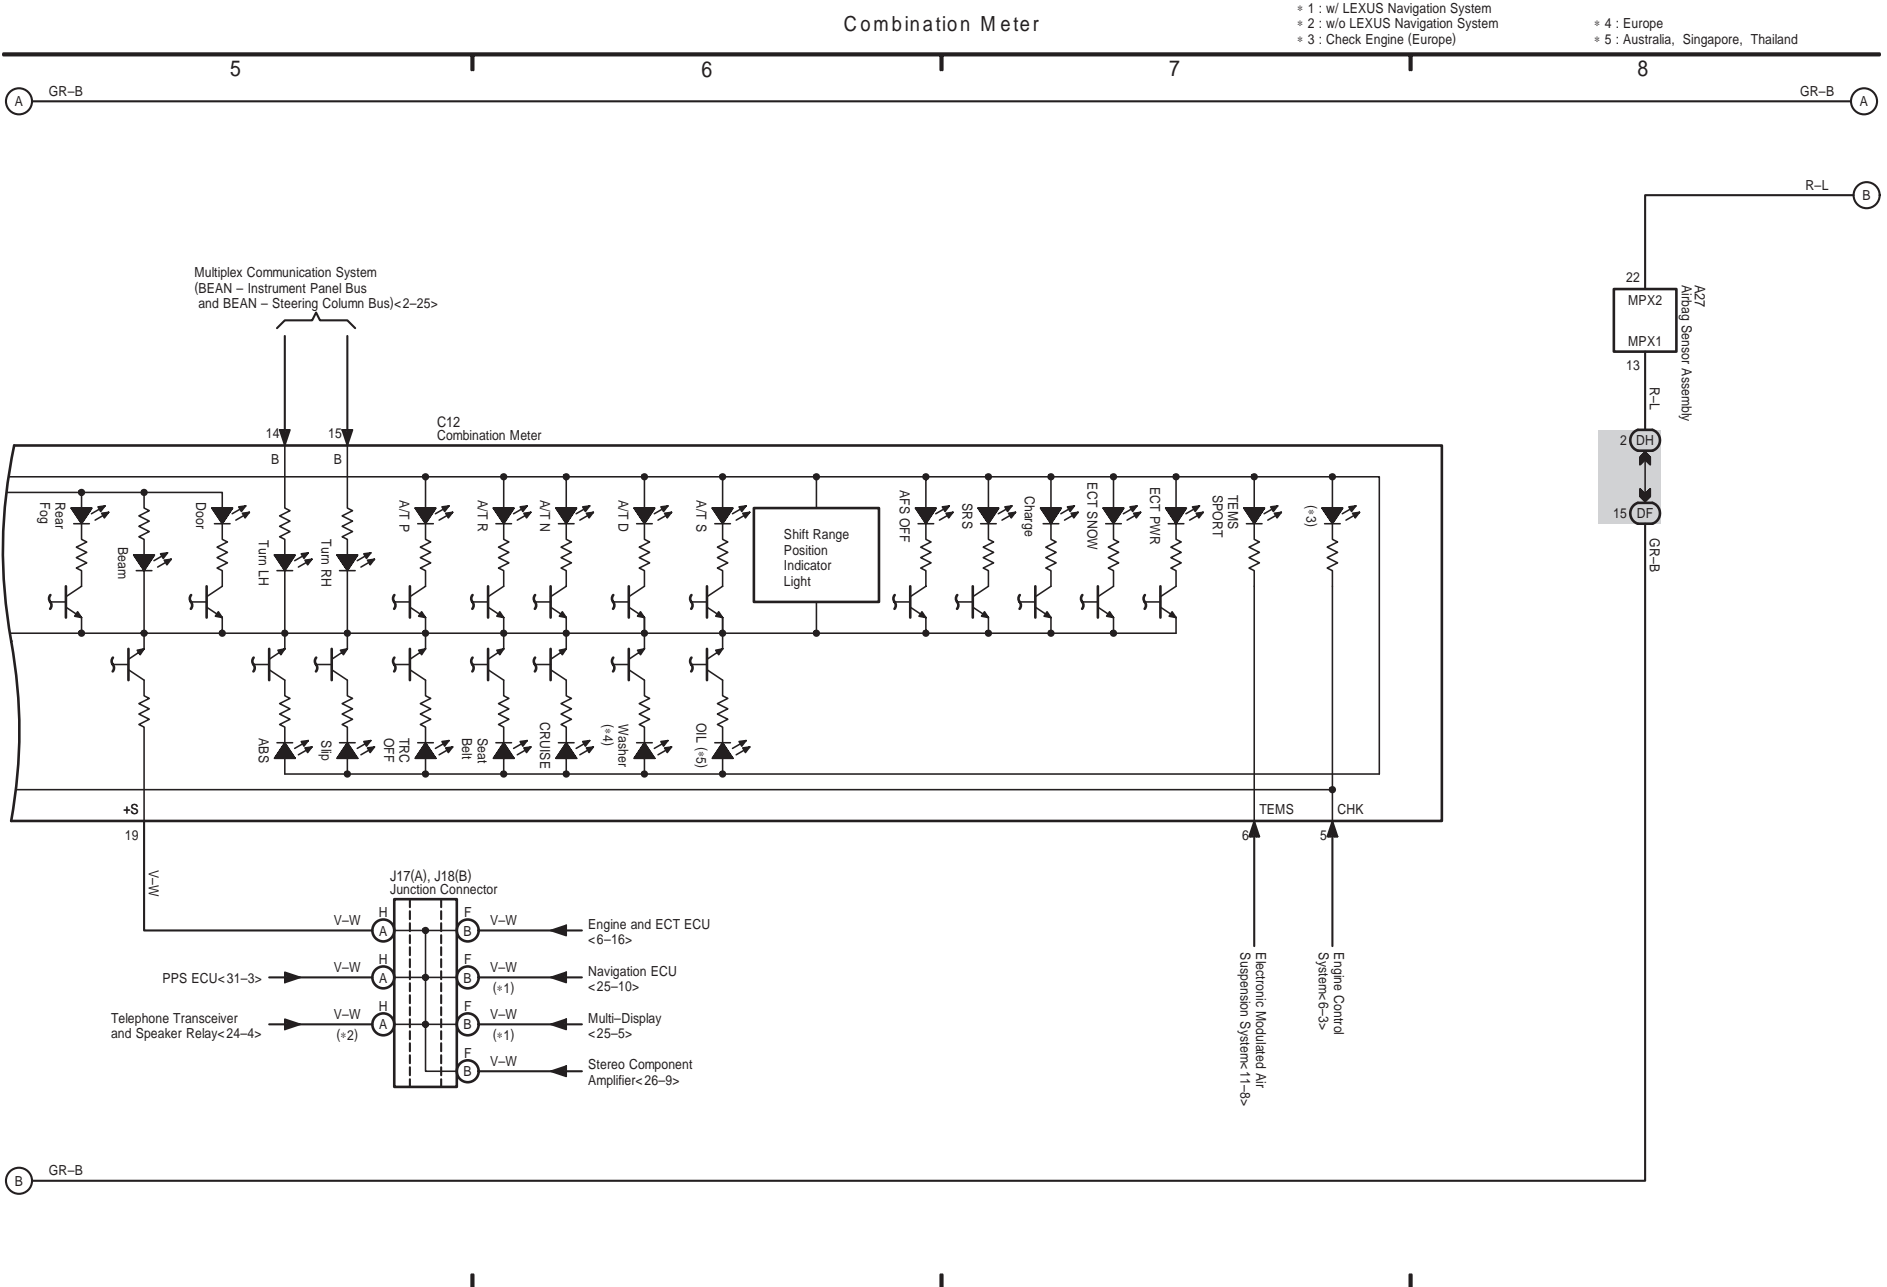 Combination Meter
* 1 : w/ LEXUS Navigation System
* 2 : w/o LEXUS Navigation System
* 3 : Check Engine (Europe)
* 4 : Europe
* 5 : Australia, Singapore, Thailand
5
6
7
8
A
GR–B
GR–B
A
R–L
B
Multiplex Communication System
(BEAN – Instrument Panel Bus
and BEAN – Steering Column Bus)<2–25>
22
MPX2
MPX1
13
A27
Airbag Sensor Assembly
R–L
2 DH
15 DF
GR–B
C12
Combination Meter
14
15
B
B
Rear
Fog
Beam
Door
Turn LH
Turn RH
A/T P
A/T R
A/T N
A/T D
A/T S
Shift Range
Position
Indicator
Light
AFS OFF
SRS
Charge
ECT SNOW
ECT PWR
TEMS
SPORT
(*3)
ABS
Slip
TRC
OFF
Seat
Belt
CRUISE
Washer
(*4)
OIL (*5)
+S
TEMS
CHK
19
6
5
V–W
J17(A), J18(B)
Junction Connector
V–W
H
A
F
B
V–W
Engine and ECT ECU
<6–16>
PPS ECU<31–3>
V–W
H
A
F
B
V–W
(*1)
Navigation ECU
<25–10>
Telephone Transceiver
and Speaker Relay<24–4>
V–W
(*2)
H
A
F
B
V–W
(*1)
Multi–Display
<25–5>
F
B
V–W
Stereo Component
Amplifier<26–9>
Electronic Modulated Air
Suspension System<11–8>
Engine Control
System<6–3>
B
GR–B